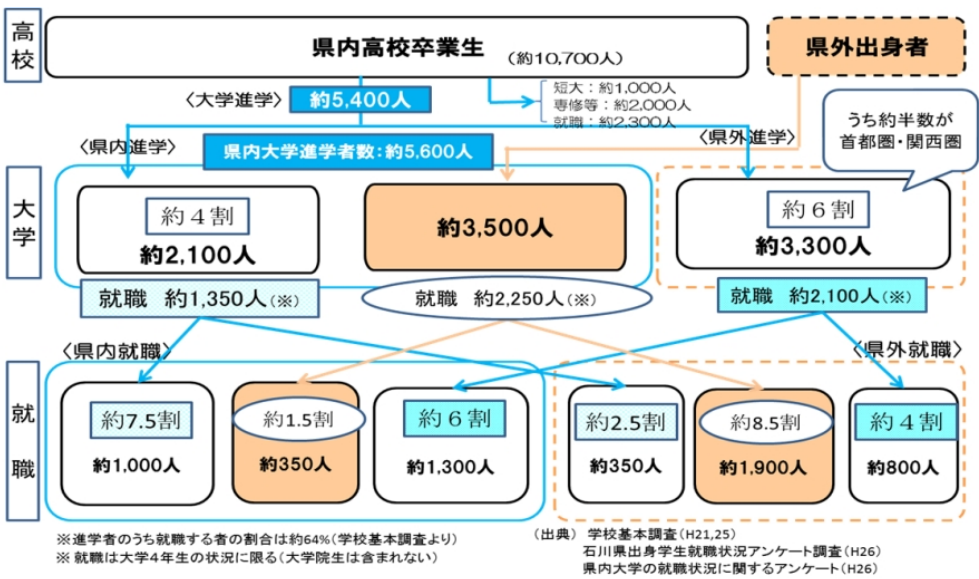 高校
県内高校卒業生 (約10,700人)
県外出身者
〈大学進学〉 約5,400人
短大:約1,000人
専修等:約2,000人
就職:約2,300人
うち約半数が
首都圏・関西圏
〈県内進学〉
県内大学進学者数:約5,600人
〈県外進学〉
大学
約4割
約2,100人
約3,500人
約6割
約3,300人
就職 約1,350人(※)
就職 約2,250人(※)
就職 約2,100人(※)
〈県内就職〉
〈県外就職〉
就職
約7.5割
約1,000人
約1.5割
約350人
約6割
約1,300人
約2.5割
約350人
約8.5割
約1,900人
約4割
約800人
※進学者のうち就職する者の割合は約64%(学校基本調査より)
※就職は大学4年生の状況に限る(大学院生は含まれない)
(出典) 学校基本調査(H21,25)
石川県出身学生就職状況アンケート調査(H26)
県内大学の就職状況に関するアンケート(H26)